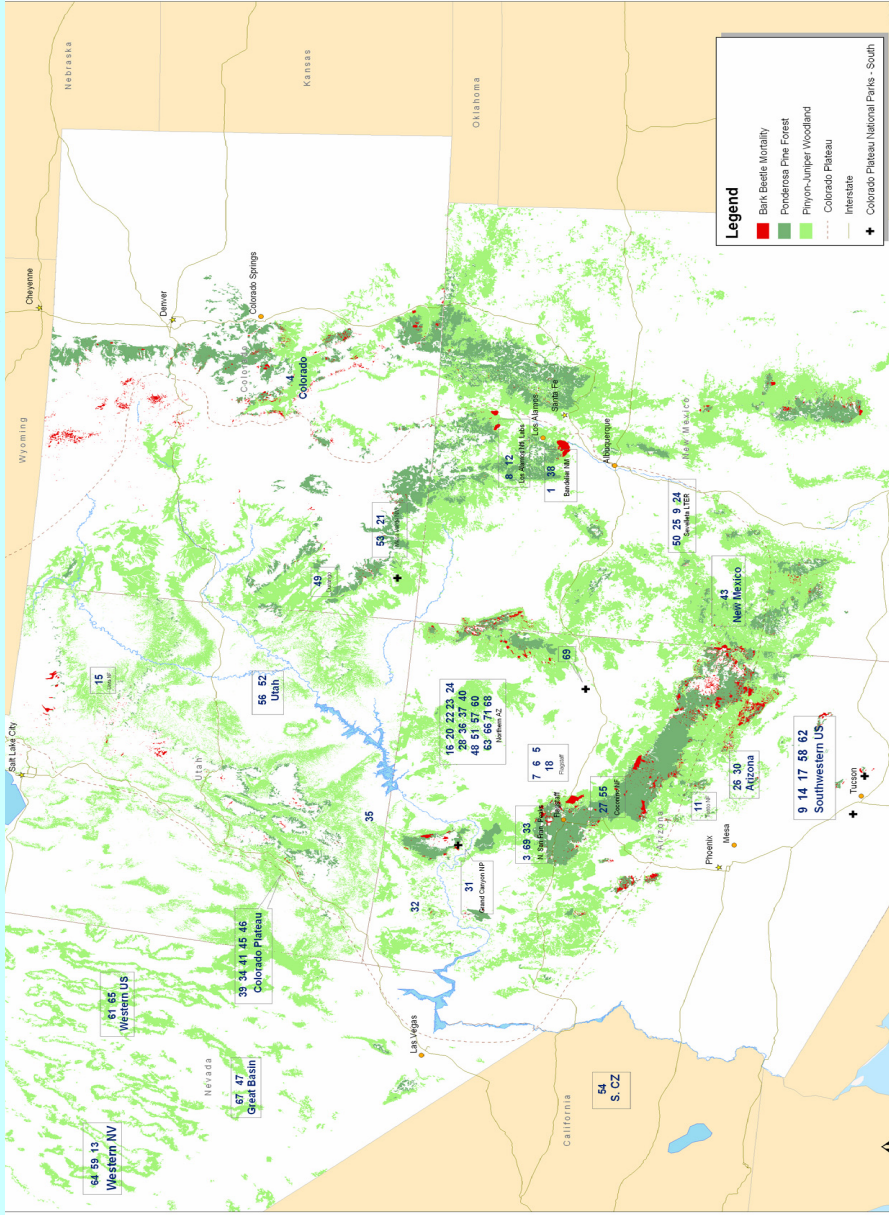 Nebraska
Kansas
Oklahoma
Wyoming
Cheyenne
Denver
Colorado Springs
4
Colorado
Salt Lake City
15
56 52
Utah
Utah
49
Durango
53 21
8 12
Los Alamos Ntl. Labs
Los Alamos
Santa Fe
1 38
Bandelier NM
Albuquerque
New Mexico
50 25 9 24
Sevilleta LTER
43
New Mexico
69
16 20 22 23 24
28 36 37 40
48 51 57 60
63 66 71 68
Northern AZ
7 6 5
18
Flagstaff
35
3 69 33
N. San Fran Peaks
Flagstaff
27 55
Coconino NF
31
Grand Canyon NP
32
11
26 30
Arizona
Arizona
9 14 17 58 62
Southwestern US
Tucson
Phoenix
Mesa
39 34 41 45 46
Colorado Plateau
61 65
Western US
67 47
Great Basin
64 59 13
Western NV
Nevada
Las Vegas
California
54
S. CZ
Legend
Bark Beetle Mortality
Ponderosa Pine Forest
Pinyon-Juniper Woodland
Colorado Plateau
Interstate
Colorado Plateau National Parks - South